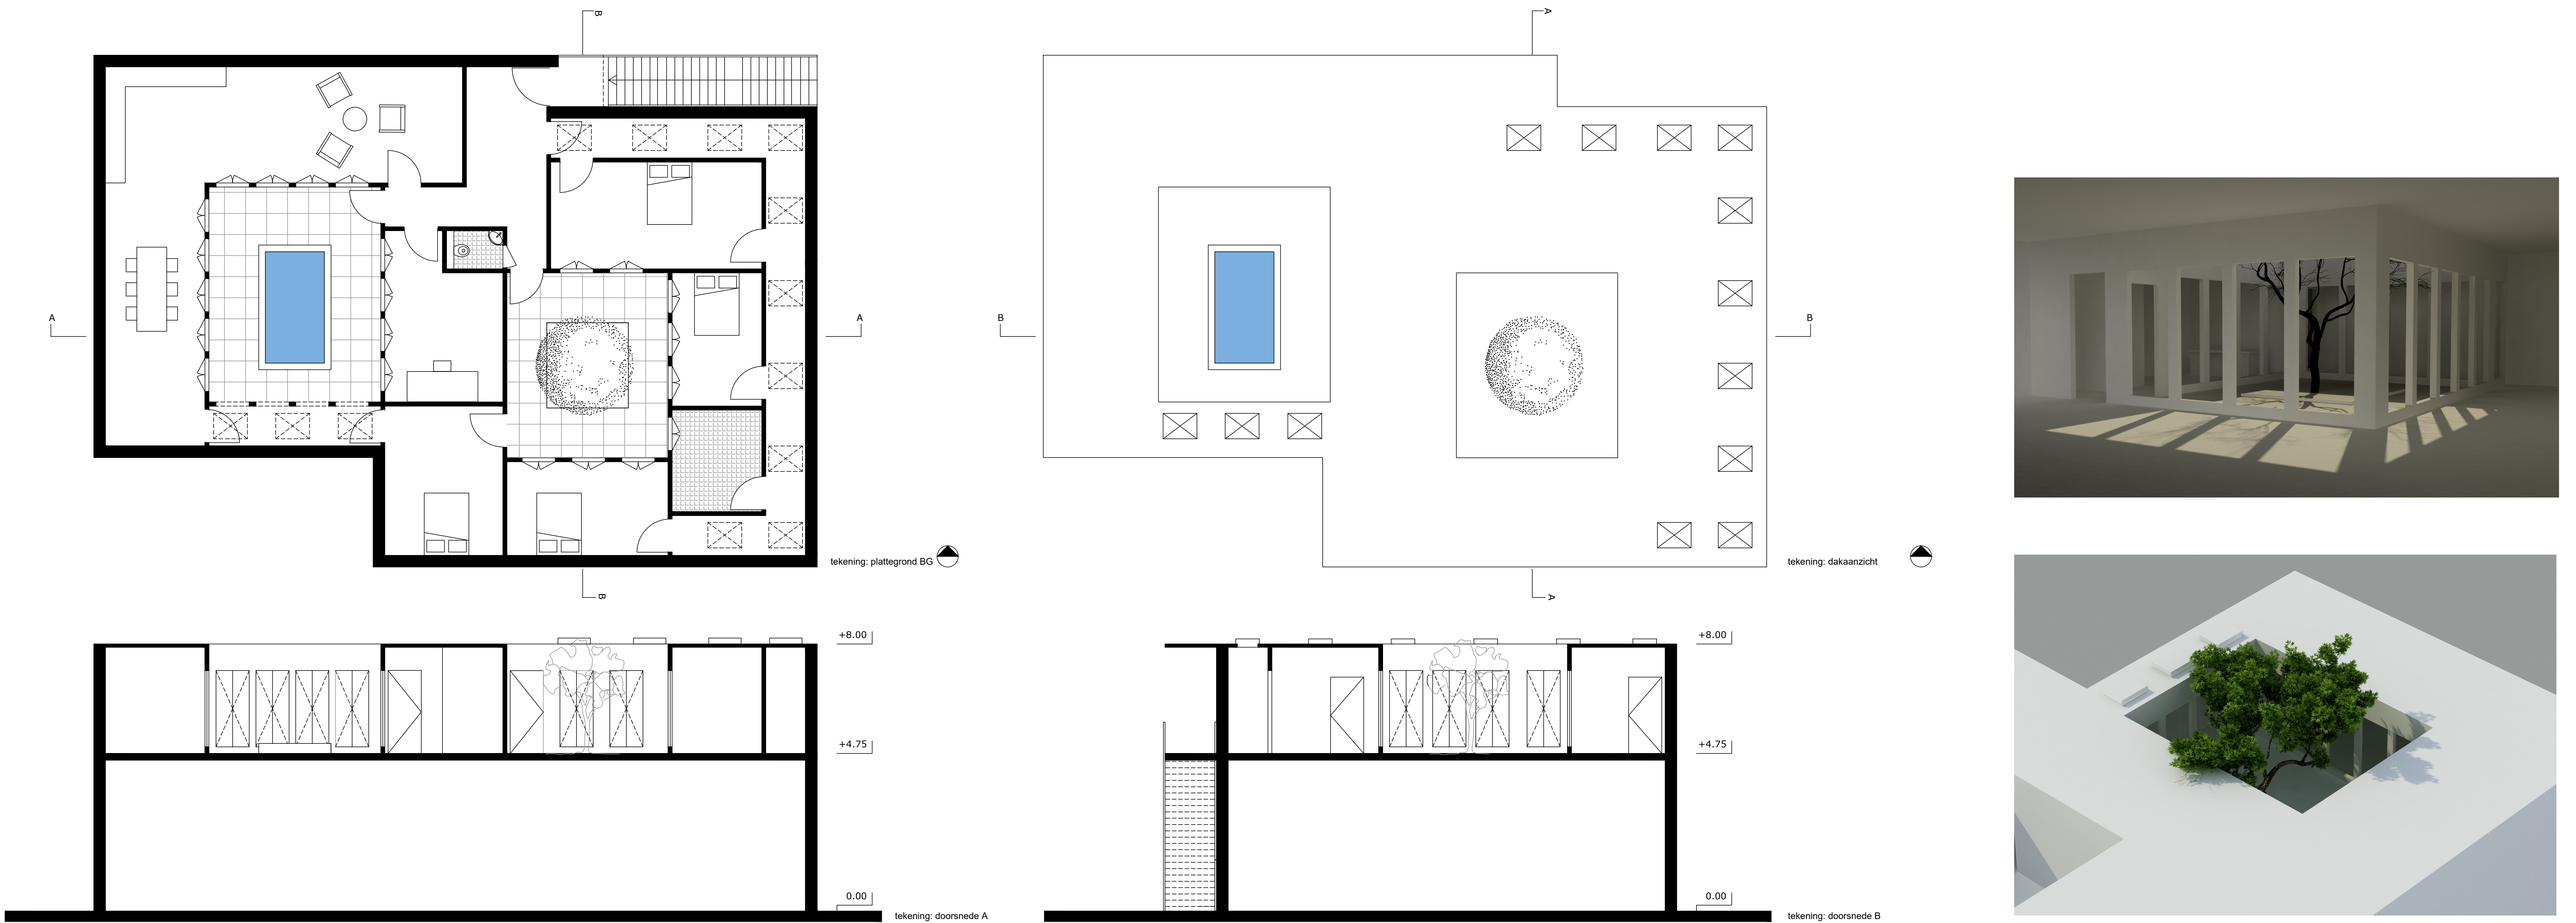 B
A
A
A
B
B
tekening: plattegrond BG
tekening: dakaanzicht
B
A
+8.00
+8.00
+4.75
+4.75
0.00
0.00
tekening: doorsnede A
tekening: doorsnede B